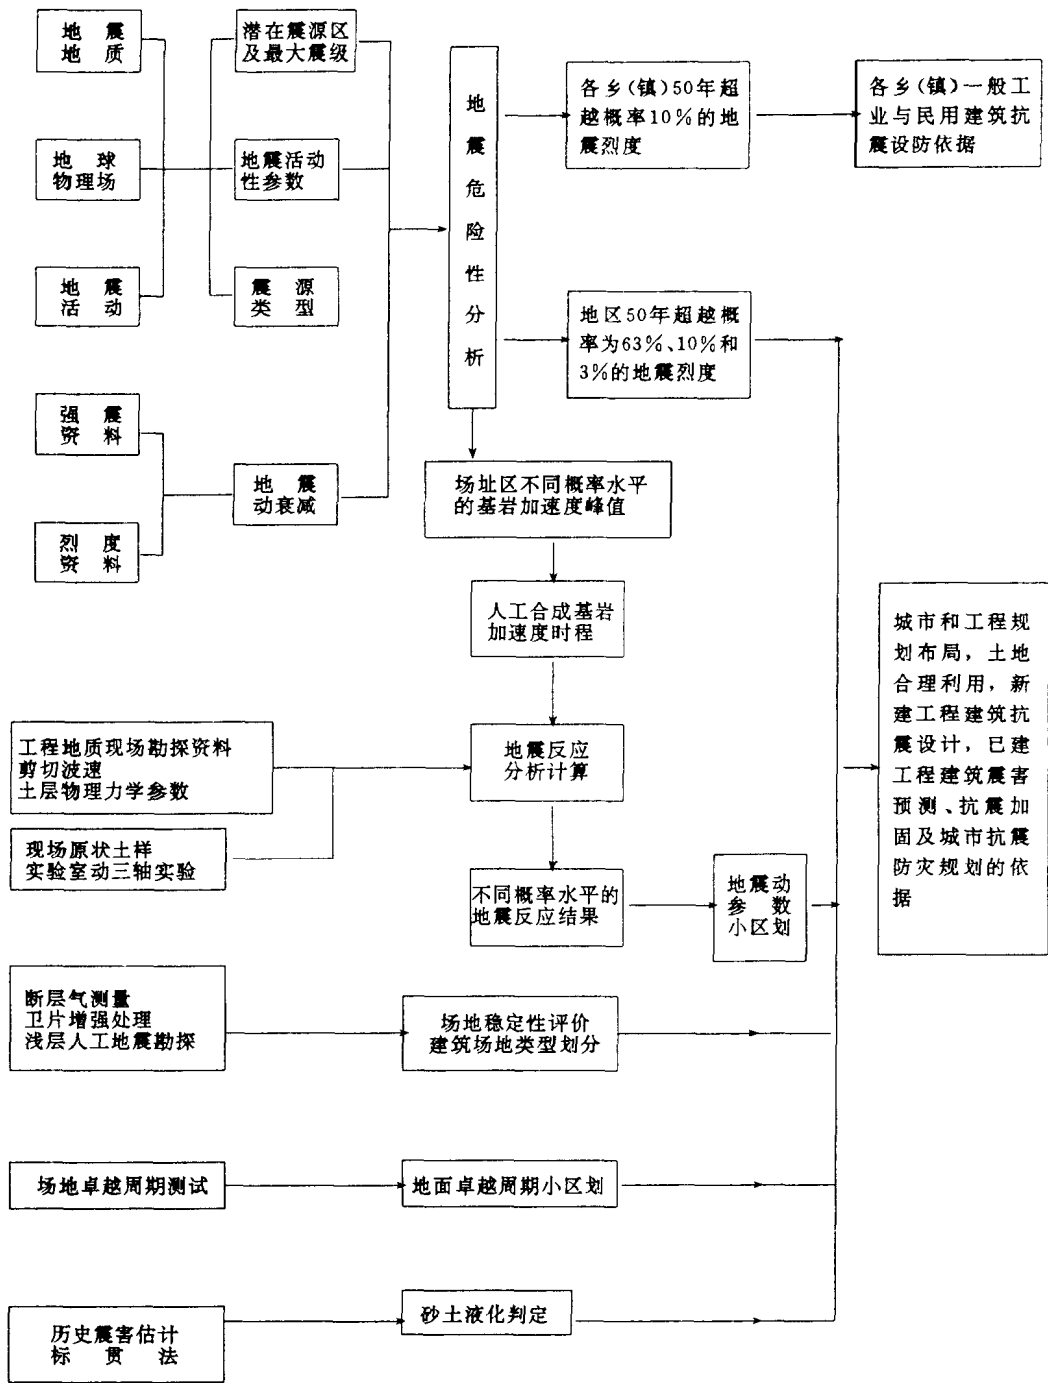 地震
地质
潜在震源区
及最大震级
地球
物理场
地震活动
性参数
地震
活动
震源
类型
强震
资料
烈度
资料
地震
动衰减
地震危险性分析
各乡(镇)50年超
越概率10%的地
震烈度
各乡(镇)一般工
业与民用建筑抗
震设防依据
地区50年超越概
率为63%、10%和
3%的地震烈度
场址区不同概率水平
的基岩加速度峰值
人工合成基岩
加速度时程
工程地质现场勘探资料
剪切波速
土层物理力学参数
现场原状土样
实验室动三轴实验
地震反应
分析计算
不同概率水平的
地震反应结果
地震动
参数
小区划
城市和工程规
划布局，土地
合理利用，新
建工程建筑抗
震设计，已建
工程建筑震害
预测、抗震加
固及城市抗震
防灾规划的依
据
断层气测量
卫片增强处理
浅层人工地震勘探
场地稳定性评价
建筑场地类型划分
场地卓越周期测试
地面卓越周期小区划
历史震害估计
标贯法
砂土液化判定